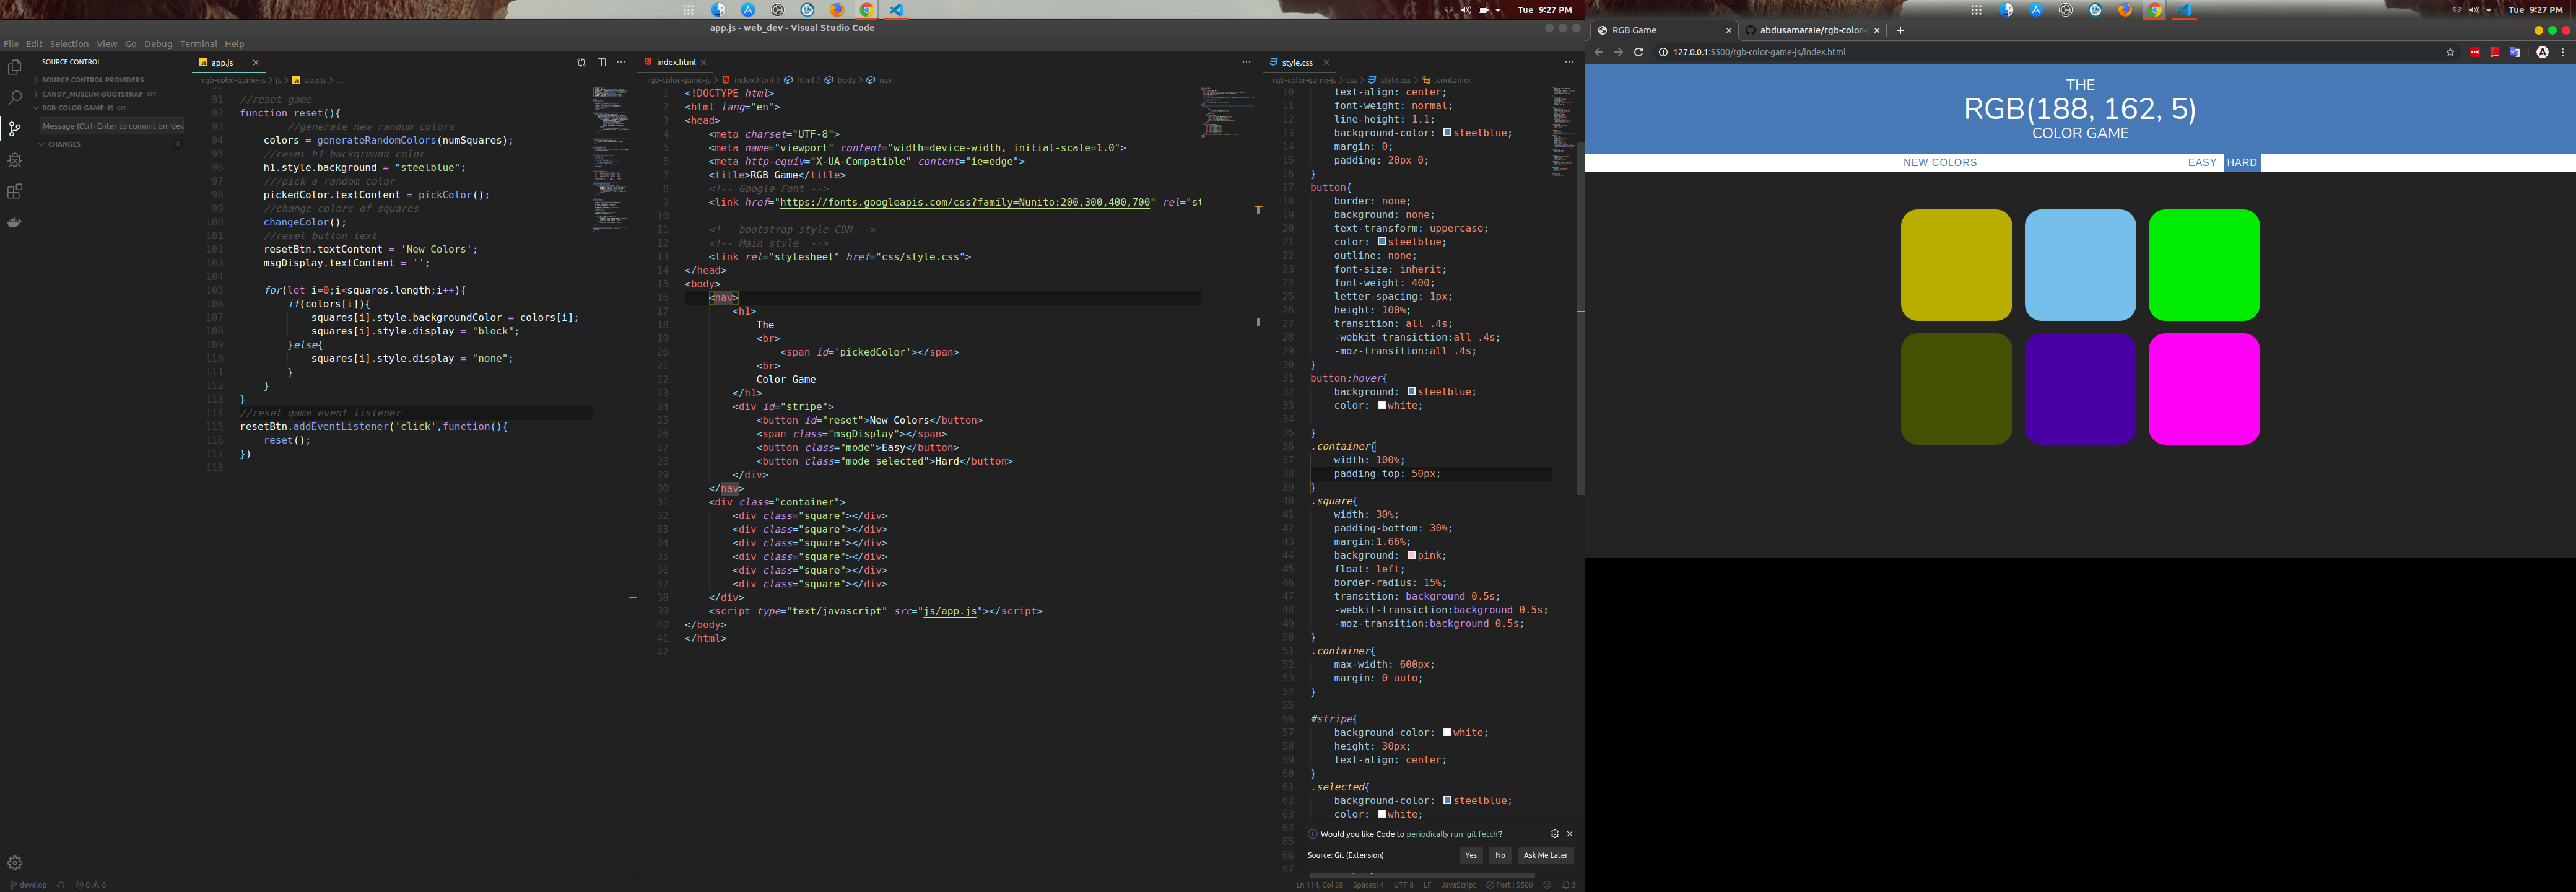 Tue 9:27 PM
app.js - web_dev - Visual Studio Code
File Edit Selection View Go Debug Terminal Help
SOURCE CONTROL
SOURCE CONTROL PROVIDERS
CANDY_MUSEUM-BOOTSTRAP GIT
RGB-COLOR-GAME-JS GIT
Message (Ctrl+Enter to commit on 'dev
CHANGES 0
app.js
rgb-color-game-js > js > app.js > ...
91 //reset game
92 function reset(){
93 //generate new random colors
94 colors = generateRandomColors(numSquares);
95 //reset h1 background color
96 h1.style.background = "steelblue";
97 ///pick a random color
98 pickedColor.textContent = pickColor();
99 //change colors of squares
100 changeColor();
101 //reset button text
102 resetBtn.textContent = 'New Colors';
103 msgDisplay.textContent = '';
104
105 for(let i=0;i<squares.length;i++){
106 if(colors[i]){
107 squares[i].style.backgroundColor = colors[i];
108 squares[i].style.display = "block";
109 }else{
110 squares[i].style.display = "none";
111 }
112 }
113 }
114 //reset game event listener
115 resetBtn.addEventListener('click',function(){
116 reset();
117 })
118
index.html
rgb-color-game-js > index.html > html > body > nav
1 <!DOCTYPE html>
2 <html lang="en">
3 <head>
4 <meta charset="UTF-8">
5 <meta name="viewport" content="width=device-width, initial-scale=1.0">
6 <meta http-equiv="X-UA-Compatible" content="ie=edge">
7 <title>RGB Game</title>
8 <!-- Google Font -->
9 <link href="https://fonts.googleapis.com/css?family=Nunito:200,300,400,700" rel="st
10
11 <!-- bootstrap style CDN -->
12 <!-- Main style -->
13 <link rel="stylesheet" href="css/style.css">
14 </head>
15 <body>
16 <nav>
17 <h1>
18 The
19 <br>
20 <span id='pickedColor'></span>
21 <br>
22 Color Game
23 </h1>
24 <div id="stripe">
25 <button id="reset">New Colors</button>
26 <span class="msgDisplay"></span>
27 <button class="mode">Easy</button>
28 <button class="mode selected">Hard</button>
29 </div>
30 </nav>
31 <div class="container">
32 <div class="square"></div>
33 <div class="square"></div>
34 <div class="square"></div>
35 <div class="square"></div>
36 <div class="square"></div>
37 <div class="square"></div>
38 </div>
39 <script type="text/javascript" src="js/app.js"></script>
40 </body>
41 </html>
42
style.css
rgb-color-game-js > css > style.css > .container
10 text-align: center;
11 font-weight: normal;
12 line-height: 1.1;
13 background-color: steelblue;
14 margin: 0;
15 padding: 20px 0;
16 }
17 button{
18 border: none;
19 background: none;
20 text-transform: uppercase;
21 color: steelblue;
22 outline: none;
23 font-size: inherit;
24 font-weight: 400;
25 letter-spacing: 1px;
26 height: 100%;
27 transition: all .4s;
28 -webkit-transiction:all .4s;
29 -moz-transition:all .4s;
30 }
31 button:hover{
32 background: steelblue;
33 color: white;
34
35 }
36 .container{
37 width: 100%;
38 padding-top: 50px;
39 }
40 .square{
41 width: 30%;
42 padding-bottom: 30%;
43 margin:1.66%;
44 background: pink;
45 float: left;
46 border-radius: 15%;
47 transition: background 0.5s;
48 -webkit-transiction:background 0.5s;
49 -moz-transition:background 0.5s;
50 }
51 .container{
52 max-width: 600px;
53 margin: 0 auto;
54 }
55
56 #stripe{
57 background-color: white;
58 height: 30px;
59 text-align: center;
60 }
61 .selected{
62 background-color: steelblue;
63 color: white;
64
65
66
67
Would you like Code to periodically run 'git fetch'?
Source: Git (Extension) Yes No Ask Me Later
develop 0 0
Ln 114, Col 28 Spaces: 4 UTF-8 LF JavaScript Port : 5500 3
Tue 9:27 PM
RGB Game
abdusamaraie/rgb-color-
127.0.0.1:5500/rgb-color-game-js/index.html
A
THE
RGB(188, 162, 5)
COLOR GAME
NEW COLORS EASY HARD